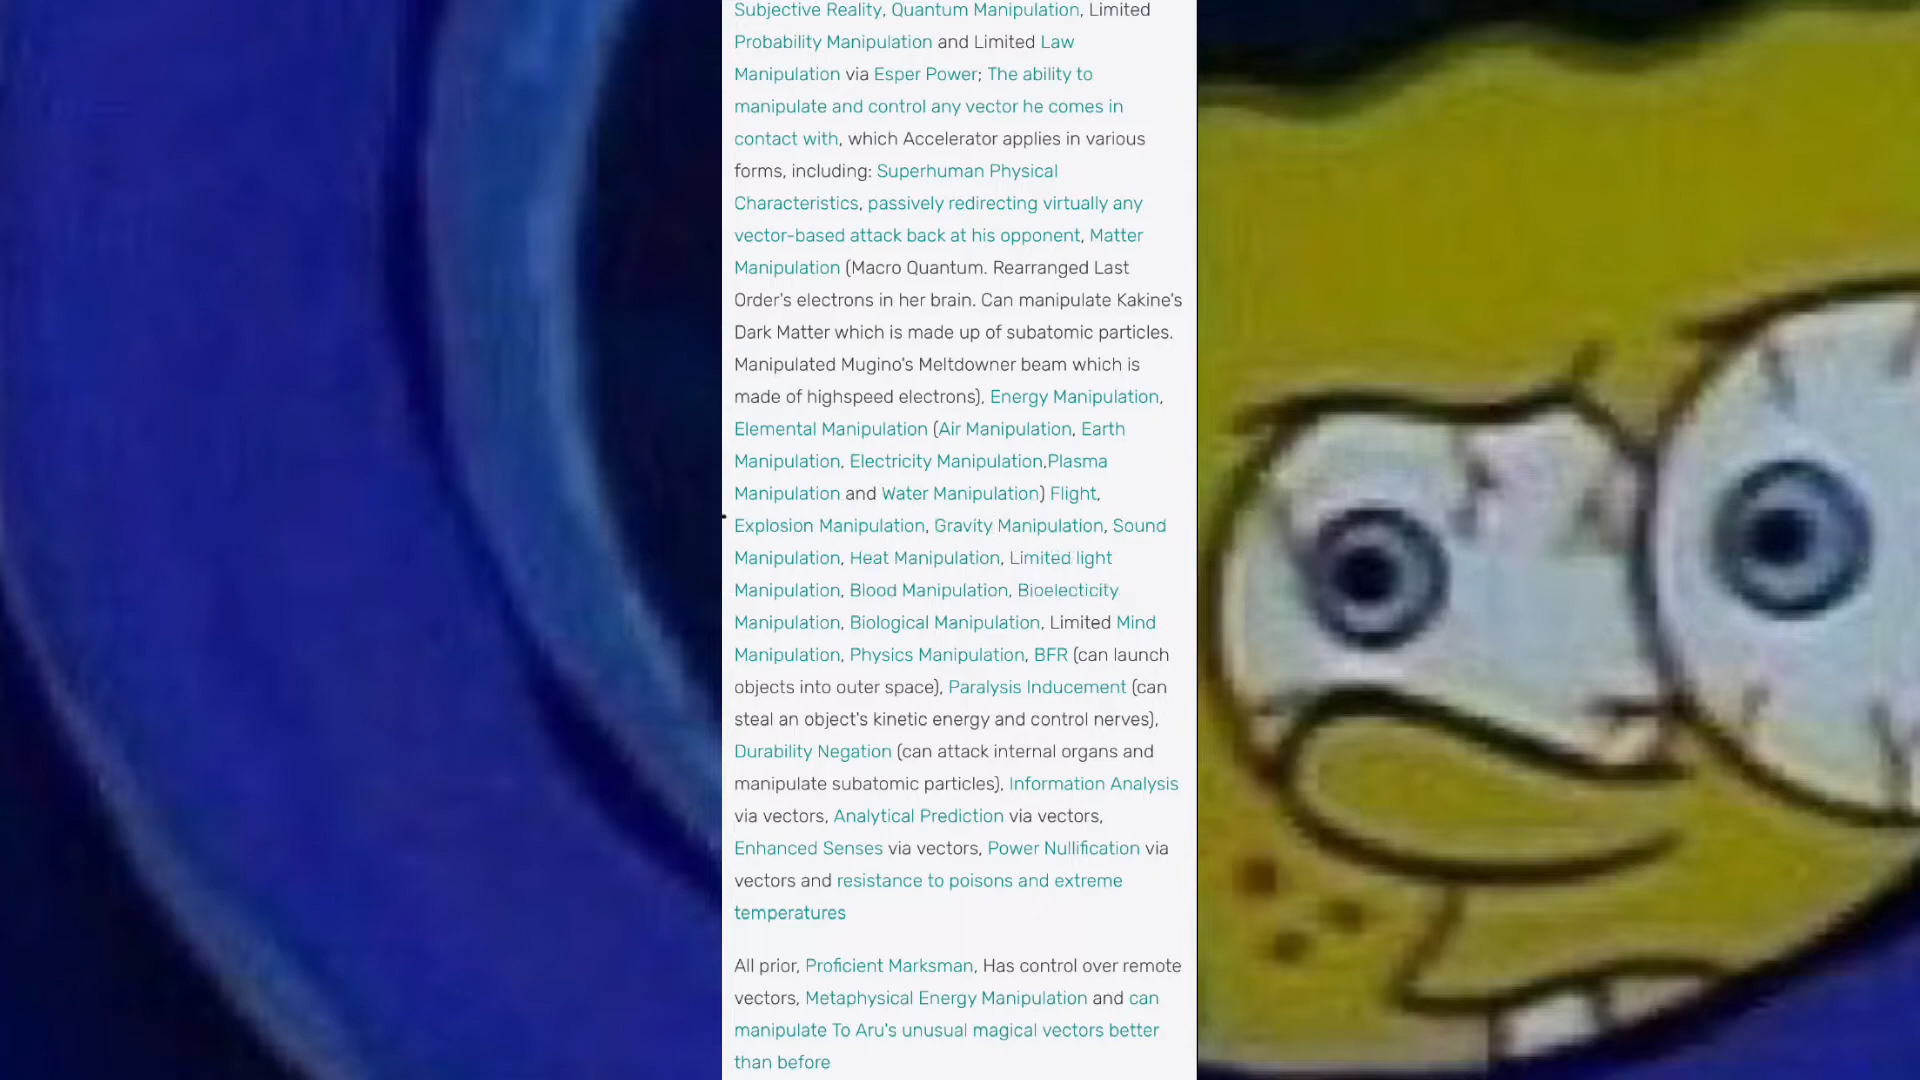 Subjective Reality, Quantum Manipulation, Limited
Probability Manipulation and Limited Law
Manipulation via Esper Power; The ability to
manipulate and control any vector he comes in
contact with, which Accelerator applies in various
forms, including: Superhuman Physical
Characteristics, passively redirecting virtually any
vector-based attack back at his opponent, Matter
Manipulation (Macro Quantum. Rearranged Last
Order's electrons in her brain. Can manipulate Kakine's
Dark Matter which is made up of subatomic particles.
Manipulated Mugino's Meltdowner beam which is
made of highspeed electrons), Energy Manipulation,
Elemental Manipulation (Air Manipulation, Earth
Manipulation, Electricity Manipulation,Plasma
Manipulation and Water Manipulation) Flight,
Explosion Manipulation, Gravity Manipulation, Sound
Manipulation, Heat Manipulation, Limited light
Manipulation, Blood Manipulation, Bioelecticity
Manipulation, Biological Manipulation, Limited Mind
Manipulation, Physics Manipulation, BFR (can launch
objects into outer space), Paralysis Inducement (can
steal an object's kinetic energy and control nerves),
Durability Negation (can attack internal organs and
manipulate subatomic particles), Information Analysis
via vectors, Analytical Prediction via vectors,
Enhanced Senses via vectors, Power Nullification via
vectors and resistance to poisons and extreme
temperatures
All prior, Proficient Marksman, Has control over remote
vectors, Metaphysical Energy Manipulation and can
manipulate To Aru's unusual magical vectors better
than before